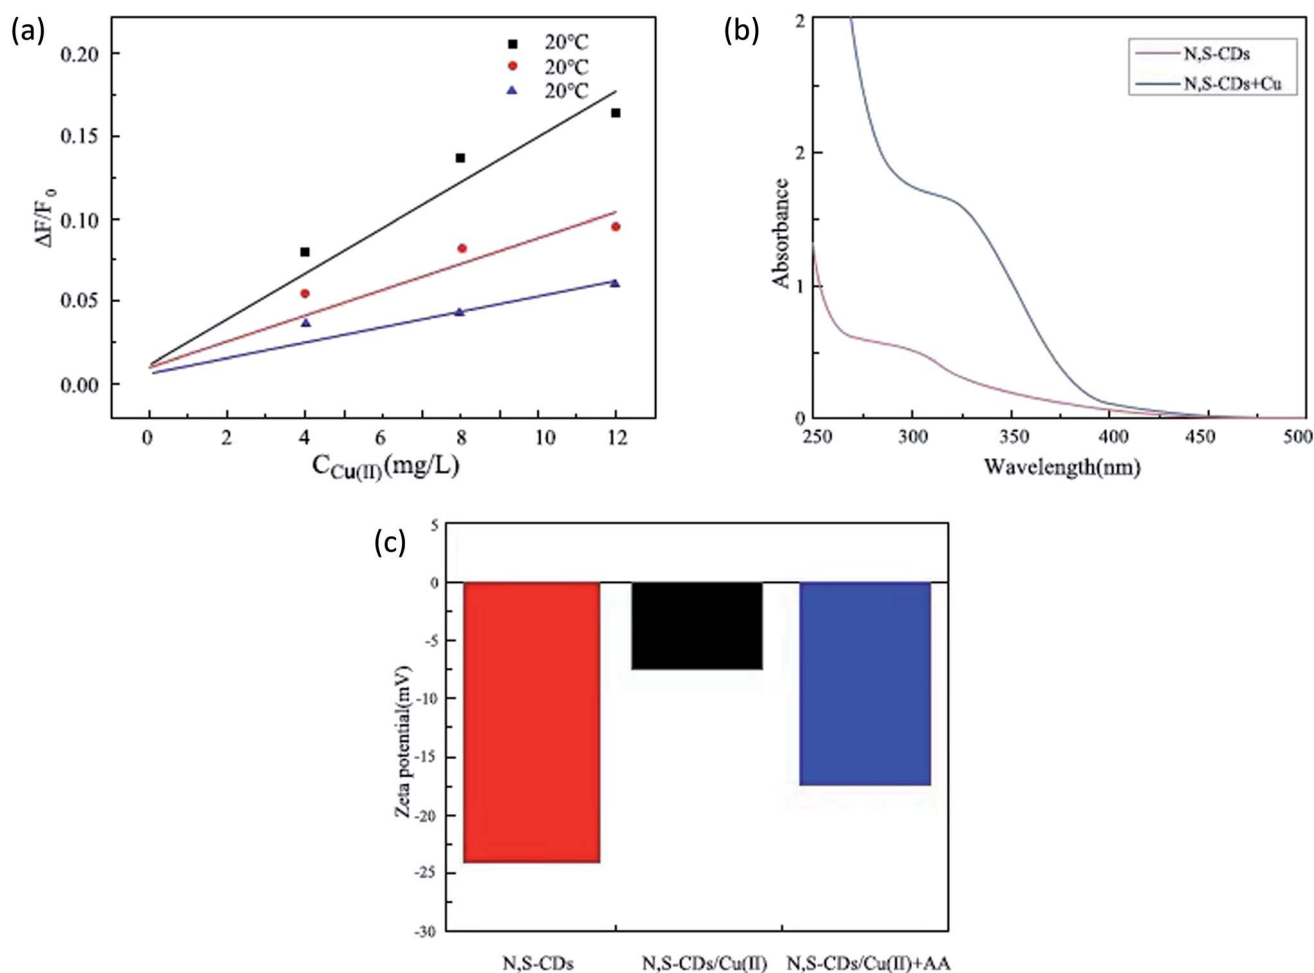 (a)
0.20
0.15
0.10
0.05
0.00
ΔF/F0
20°C
20°C
20°C
0 2 4 6 8 10 12
CCu(II)(mg/L)
(b)
2
2
1
0
Absorbance
N,S-CDs
N,S-CDs+Cu
250 300 350 400 450 500
Wavelength(nm)
(c)
5
0
-5
-10
-15
-20
-25
-30
Zeta potential(mV)
N,S-CDs N,S-CDs/Cu(II) N,S-CDs/Cu(II)+AA